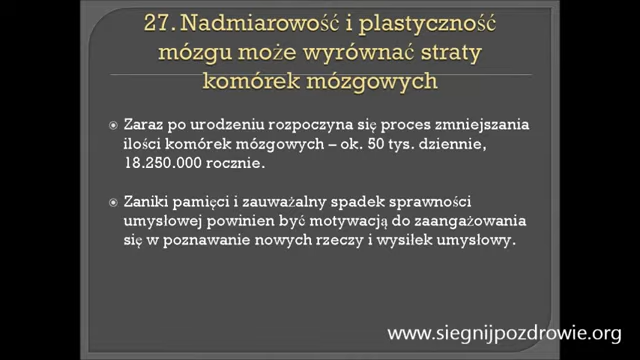 27. Nadmiarowość i plastyczność
mózgu może wyrównać straty
komórek mózgowych
Zaraz po urodzeniu rozpoczyna się proces zmniejszania
ilości komórek mózgowych – ok. 50 tys. dziennie,
18.250.000 rocznie.
Zaniki pamięci i zauważalny spadek sprawności
umysłowej powinien być motywacją do zaangażowania
się w poznawanie nowych rzeczy i wysiłek umysłowy.
www.siegnijpozdrowie.org